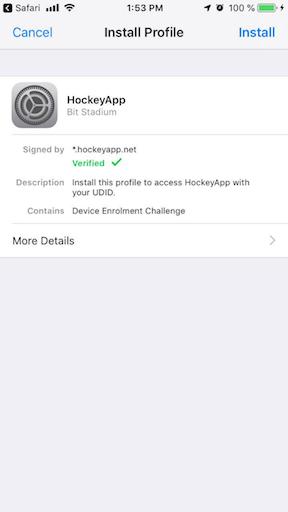 Safari 1:53 PM 100 %
Cancel Install Profile Install
HockeyApp
Bit Stadium
Signed by *.hockeyapp.net
Verified
Description Install this profile to access HockeyApp with
your UDID.
Contains Device Enrolment Challenge
More Details